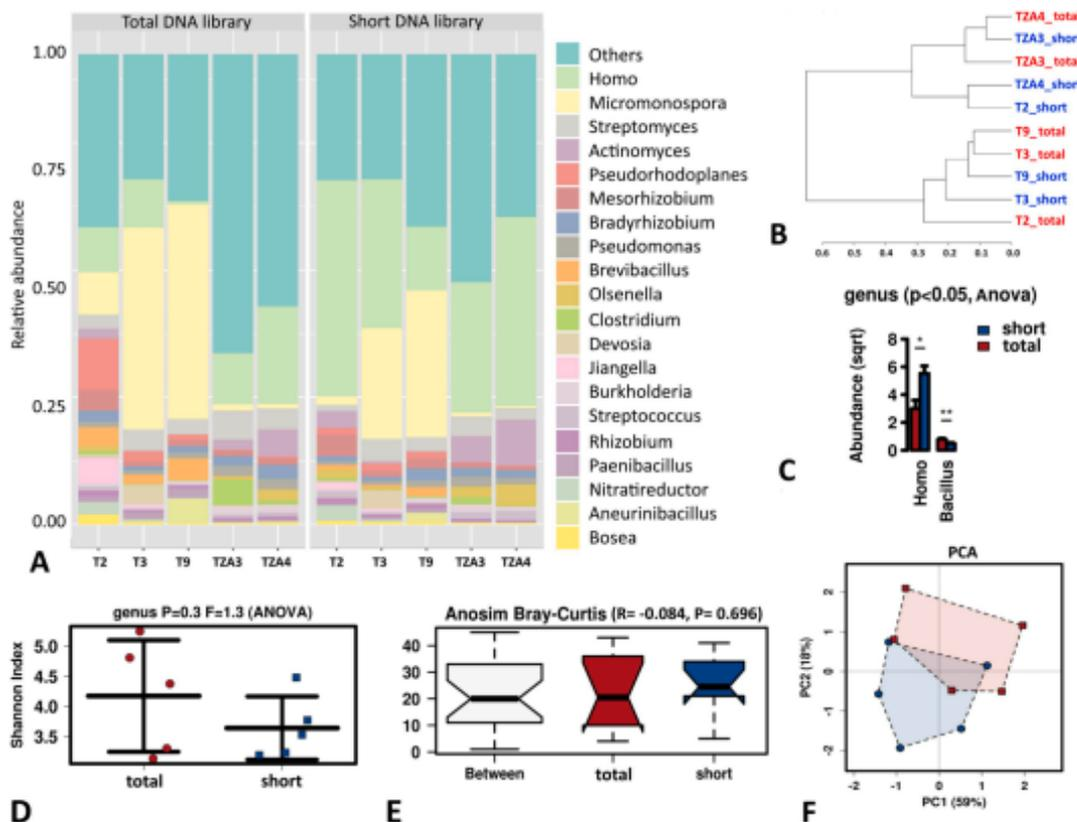 Total DNA library
Short DNA library
1.00
0.75
0.50
0.25
0.00
Relative abundance
T2
T3
T9
TZA3
TZA4
T2
T3
T9
TZA3
TZA4
A
Others
Homo
Micromonospora
Streptomyces
Actinomyces
Pseudorhodoplanes
Mesorhizobium
Bradyrhizobium
Pseudomonas
Brevibacillus
Olsenella
Clostridium
Devosia
Jiangella
Burkholderia
Streptococcus
Rhizobium
Paenibacillus
Nitratireductor
Aneurinibacillus
Bosea
TZA4_tota
TZA3_shor
TZA3_tota
TZA4_shor
T2_short
T9_total
T3_total
T9_short
T3_short
T2_total
B
0.6
0.5
0.4
0.3
0.2
0.1
0.0
genus (p<0.05, Anova)
short
total
Abundance (sqrt)
8
6
4
2
0
*
**
Homo
Bacillus
C
genus P=0.3 F=1.3 (ANOVA)
Shannon Index
5.0
4.5
4.0
3.5
total
short
D
Anosim Bray-Curtis (R= -0.084, P= 0.696)
40
30
20
10
0
Between
total
short
E
PCA
PC2 (18%)
2
1
0
-1
-2
-2
-1
0
1
2
PC1 (59%)
F